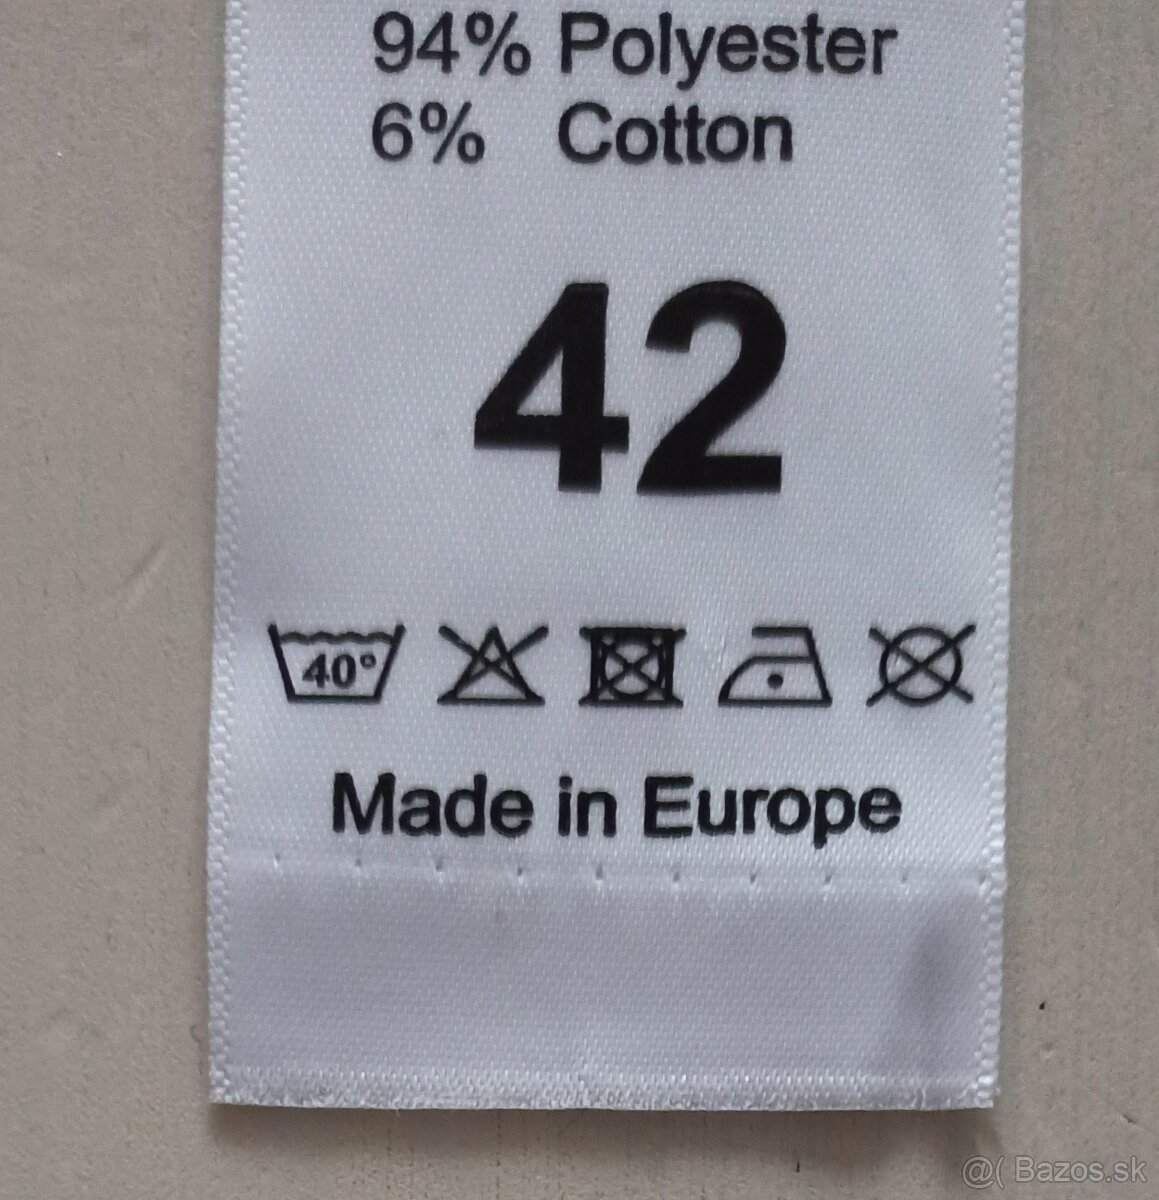 94% Polyester
6% Cotton
42
40°
Made in Europe
@( Bazos.sk